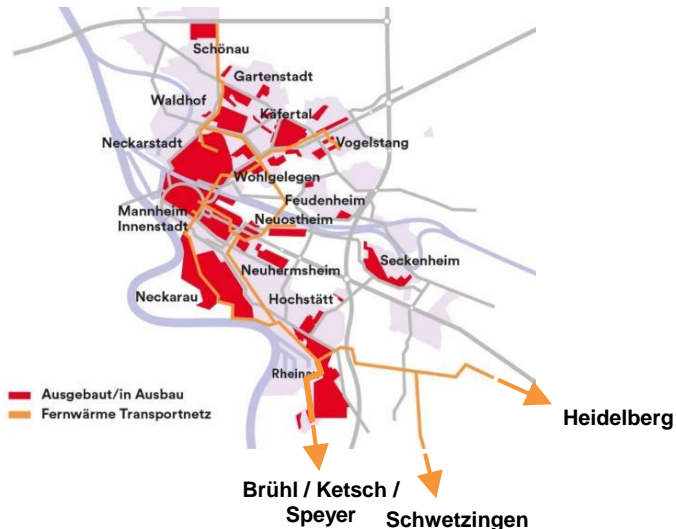 Schönau
Gartenstadt
Waldhof
Käfertal
Neckarstadt
Vogelstang
Wohlgelegen
Feudenheim
Mannheim
Innenstadt
Neuostheim
Seckenheim
Neuhermsheim
Neckarau
Hochstätt
Rheinau
Ausgebaut/in Ausbau
Fernwärme Transportnetz
Heidelberg
Brühl / Ketsch /
Speyer
Schwetzingen